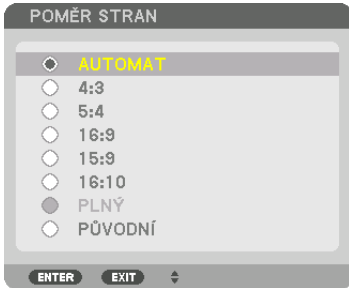 POMĚR STRAN
AUTOMAT
4:3
5:4
16:9
15:9
16:10
PLNÝ
PŮVODNÍ
ENTER EXIT